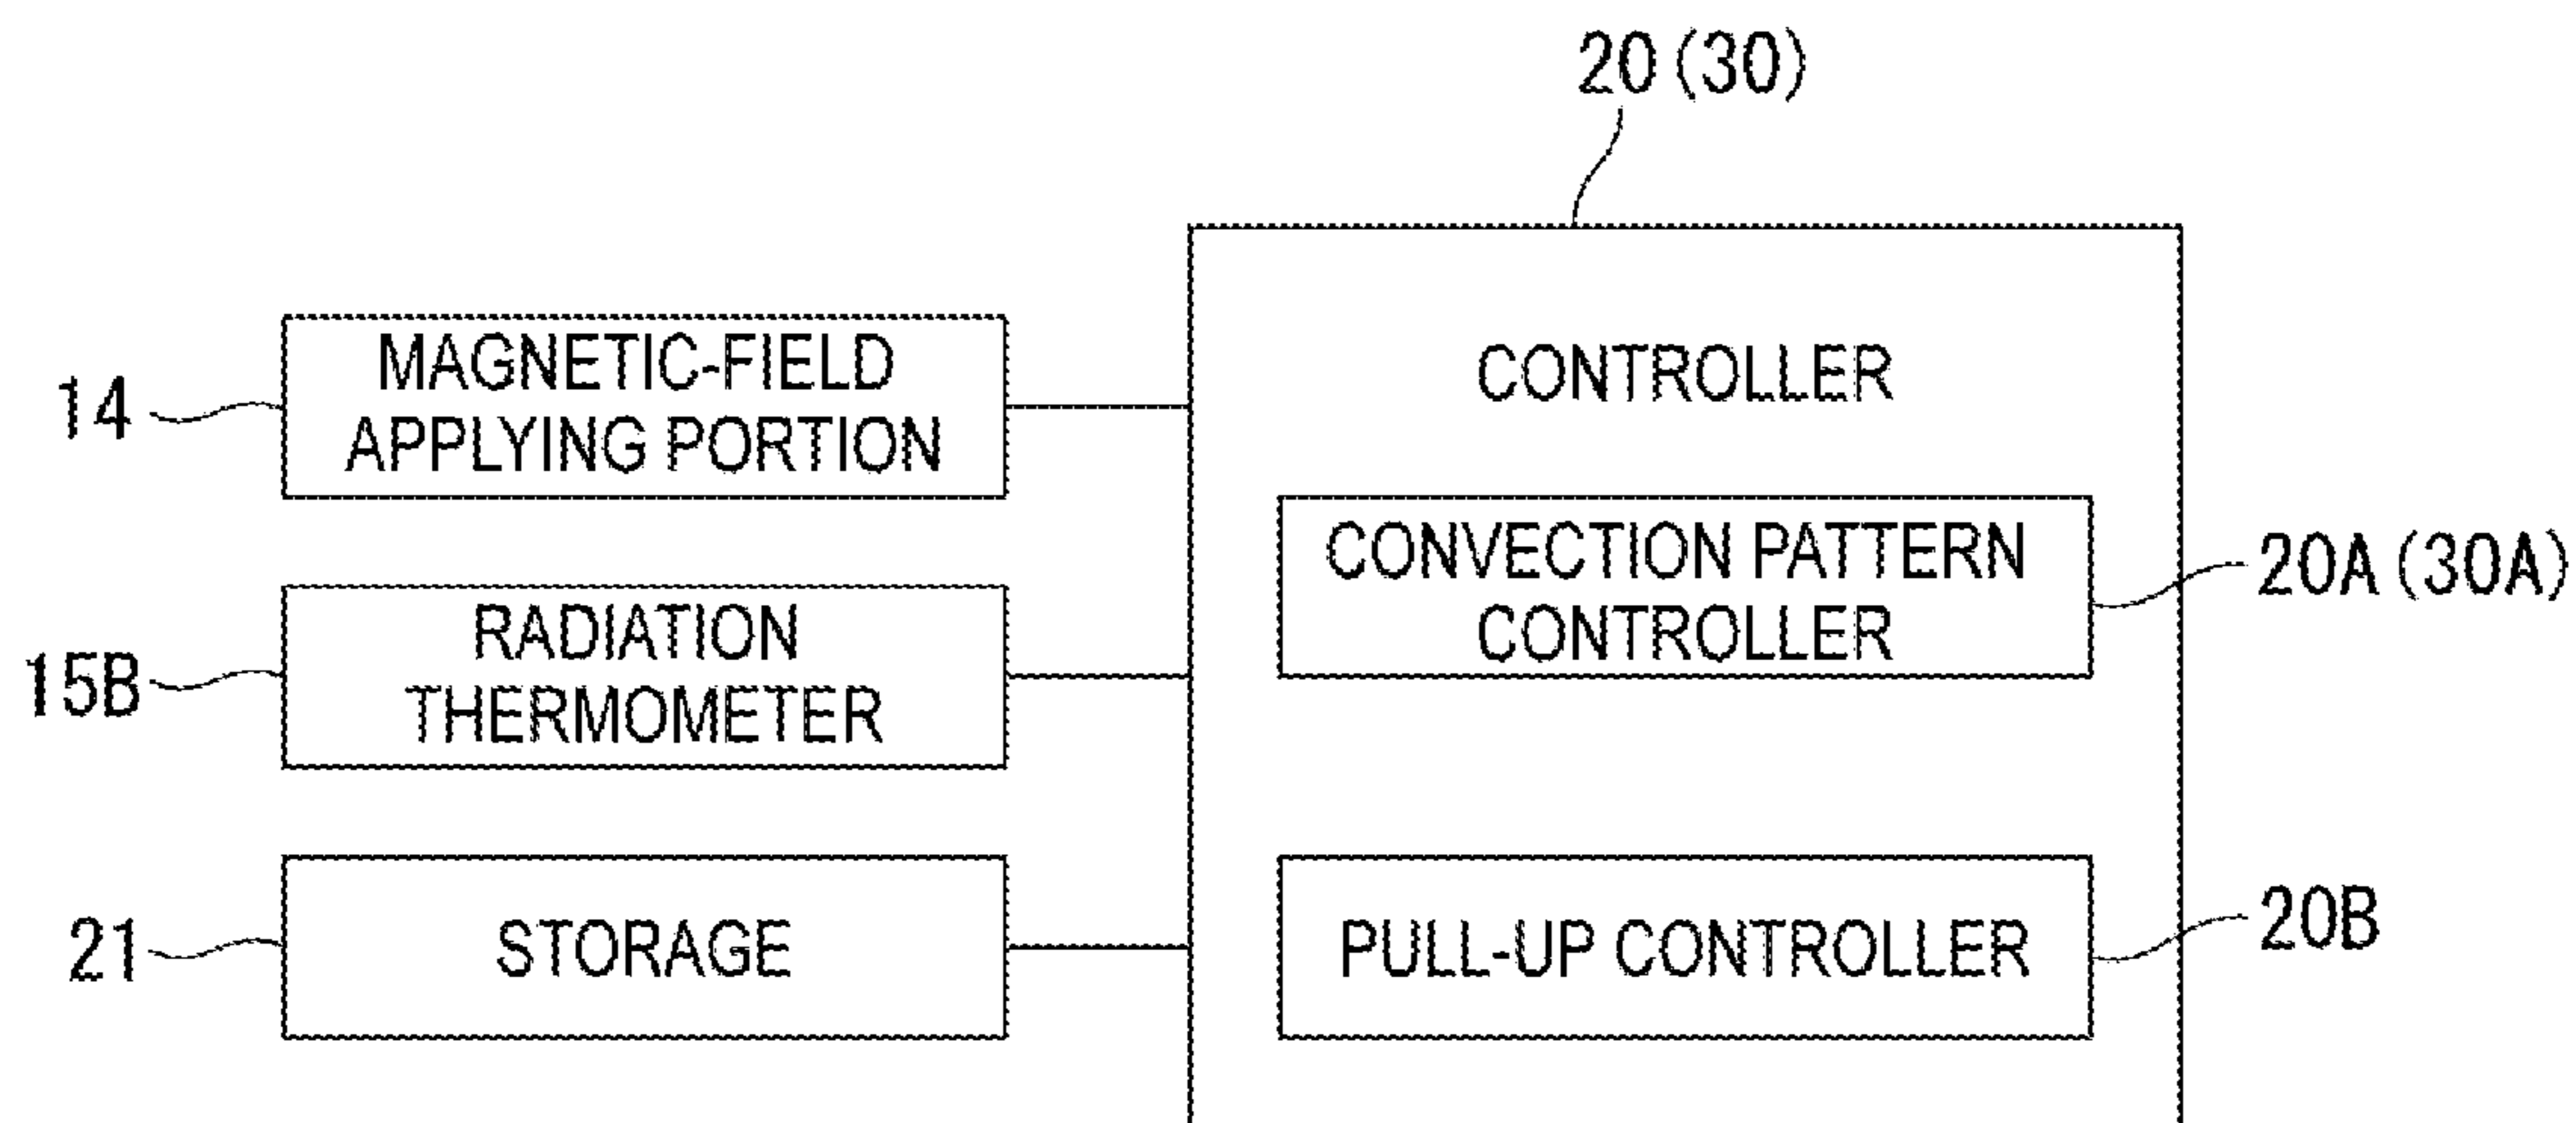 20 (30)
MAGNETIC-FIELD
APPLYING PORTION
14
CONTROLLER
CONVECTION PATTERN
CONTROLLER
20A (30A)
RADIATION
THERMOMETER
15B
STORAGE
21
PULL-UP CONTROLLER
20B